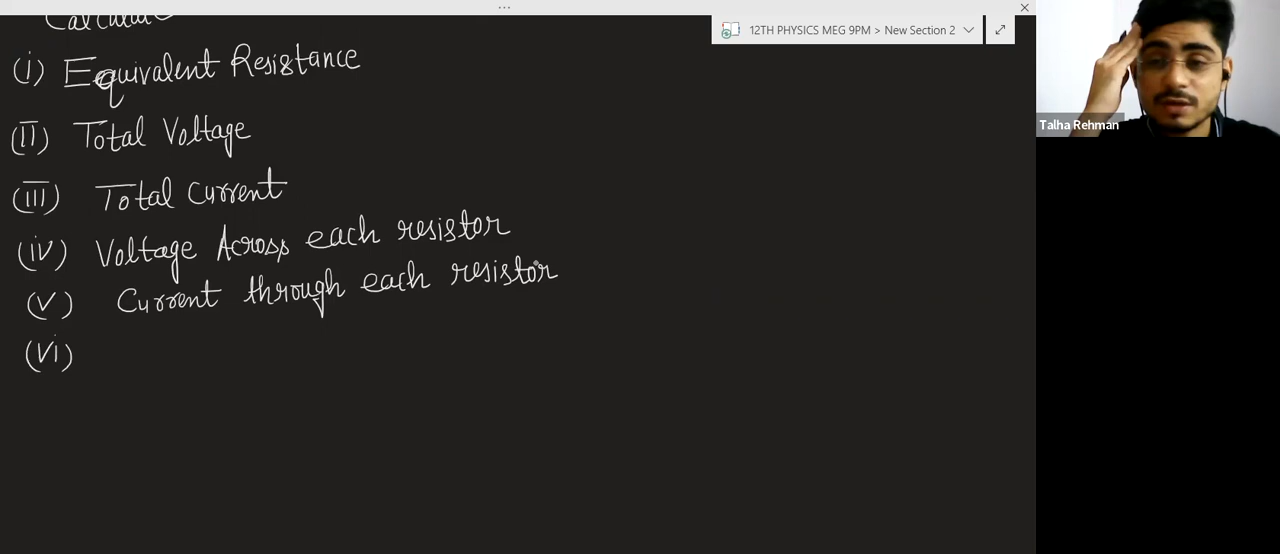 Calculate
(i) Equivalent Resistance
(II) Total Voltage
(III) Total Current
(iv) Voltage Across each resistor
(v) Current through each resistor
(vi)
12TH PHYSICS MEG 9PM > New Section 2
Talha Rehman